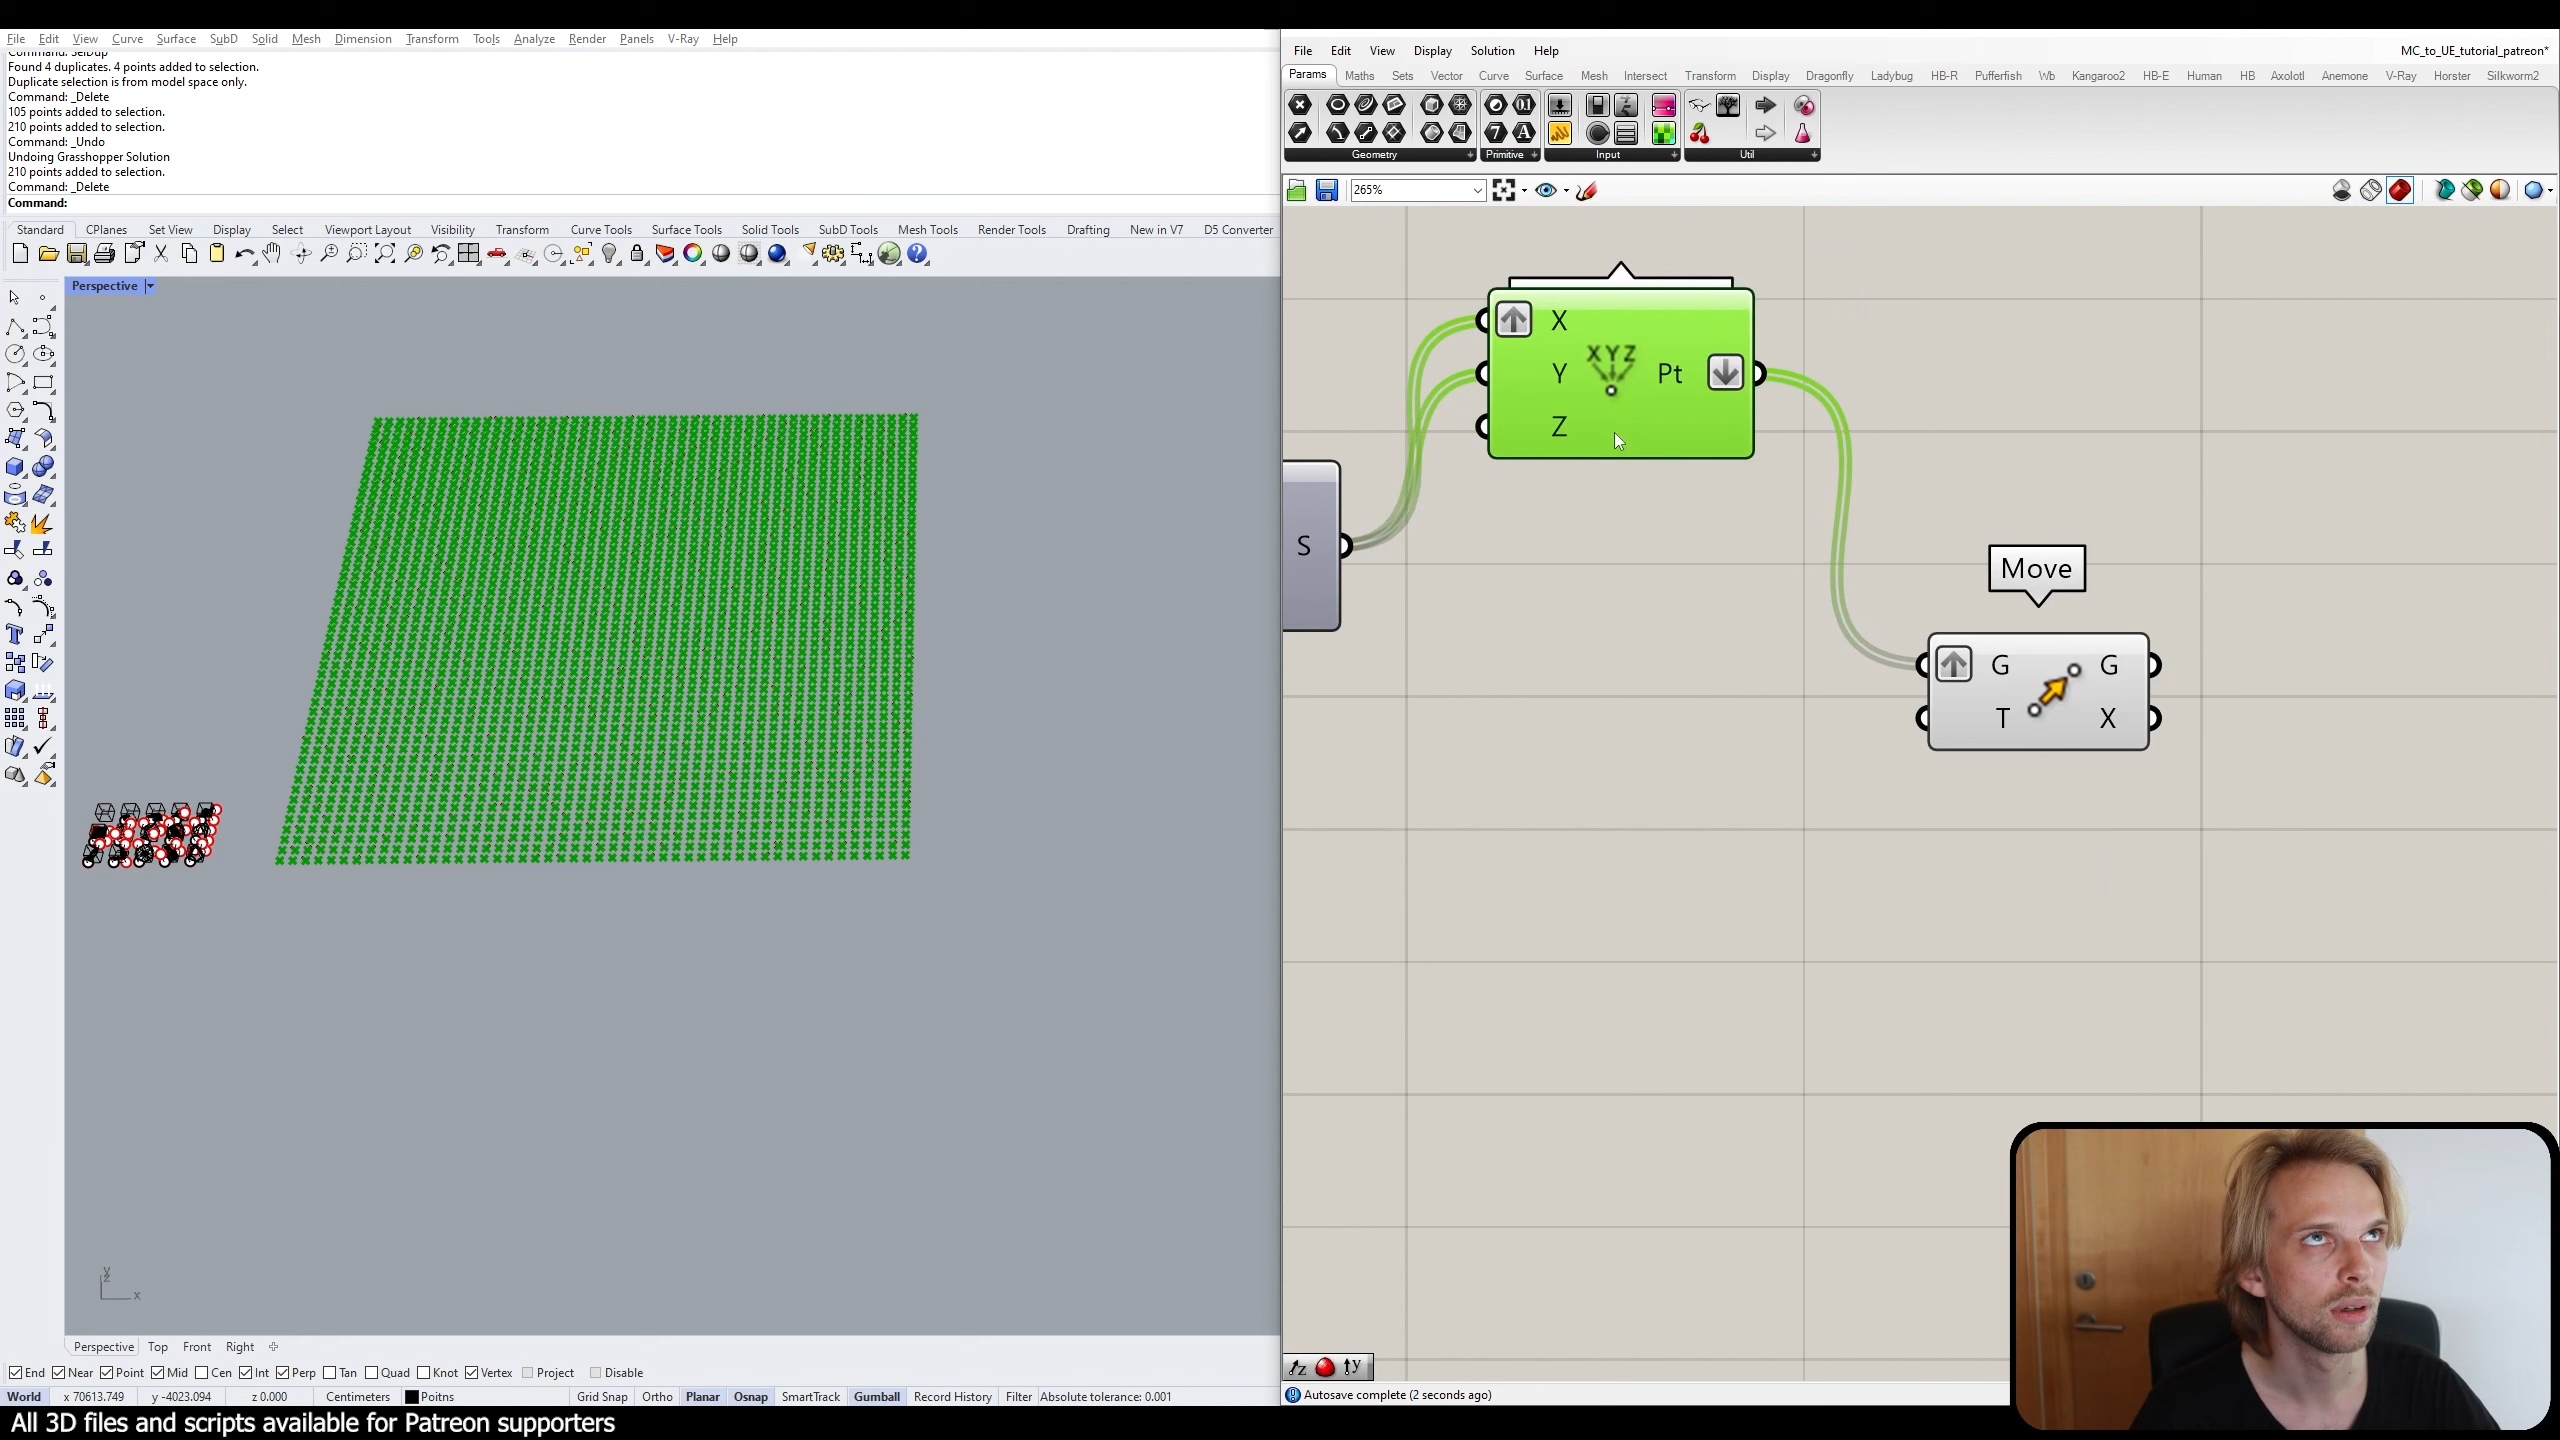 File Edit View Curve Surface SubD Solid Mesh Dimension Transform Tools Analyze Render Panels V-Ray Help
Command: SelDup
Found 4 duplicates. 4 points added to selection.
Duplicate selection is from model space only.
Command: _Delete
105 points added to selection.
210 points added to selection.
Command: _Undo
Undoing Grasshopper Solution
210 points added to selection.
Command: _Delete
Command:
Standard CPlanes Set View Display Select Viewport Layout Visibility Transform Curve Tools Surface Tools Solid Tools SubD Tools Mesh Tools Render Tools Drafting New in V7 D5 Converter
Perspective
y
z
x
Perspective Top Front Right
End Near Point Mid Cen Int Perp Tan Quad Knot Vertex Project Disable
World x 70613.749 y -4023.094 z 0.000 Centimeters Poitns Grid Snap Ortho Planar Osnap SmartTrack Gumball Record History Filter Absolute tolerance: 0.001
All 3D files and scripts available for Patreon supporters
File Edit View Display Solution Help
MC_to_UE_tutorial_patreon*
Params Maths Sets Vector Curve Surface Mesh Intersect Transform Display Dragonfly Ladybug HB-R Pufferfish Wb Kangaroo2 HB-E Human HB Axolotl Anemone V-Ray Horster Silkworm2
Geometry Primitive Input Util
265%
X
Y
Z
X Y Z
Pt
S
Move
G G
T X
Autosave complete (2 seconds ago)